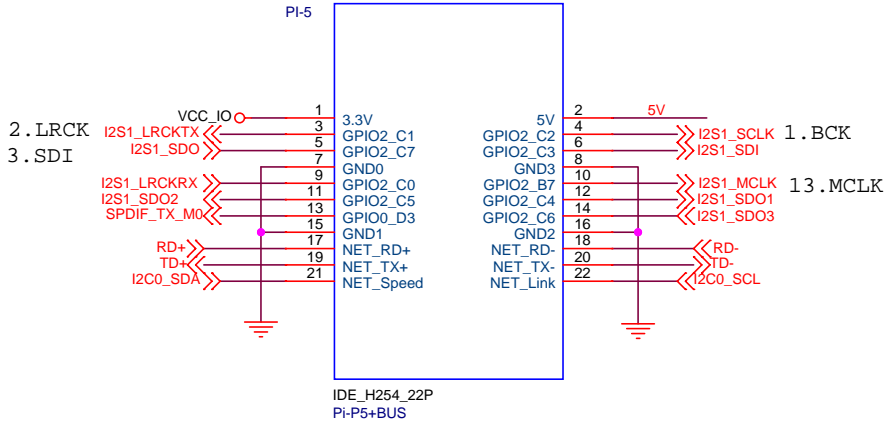 PI-5
VCC_IO 1 3.3V 5V 2 5V
2.LRCK I2S1_LRCKTX 3 GPIO2_C1 GPIO2_C2 4 I2S1_SCLK 1.BCK
3.SDI I2S1_SDO 5 GPIO2_C7 GPIO2_C3 6 I2S1_SDI
7 GND0 GND3 8
I2S1_LRCKRX 9 GPIO2_C0 GPIO2_B7 10 I2S1_MCLK 13.MCLK
I2S1_SDO2 11 GPIO2_C5 GPIO2_C4 12 I2S1_SDO1
SPDIF_TX_M0 13 GPIO0_D3 GPIO2_C6 14 I2S1_SDO3
15 GND1 GND2 16
RD+ 17 NET_RD+ NET_RD- 18 RD-
TD+ 19 NET_TX+ NET_TX- 20 TD-
I2C0_SDA 21 NET_Speed NET_Link 22 I2C0_SCL
IDE_H254_22P
Pi-P5+BUS